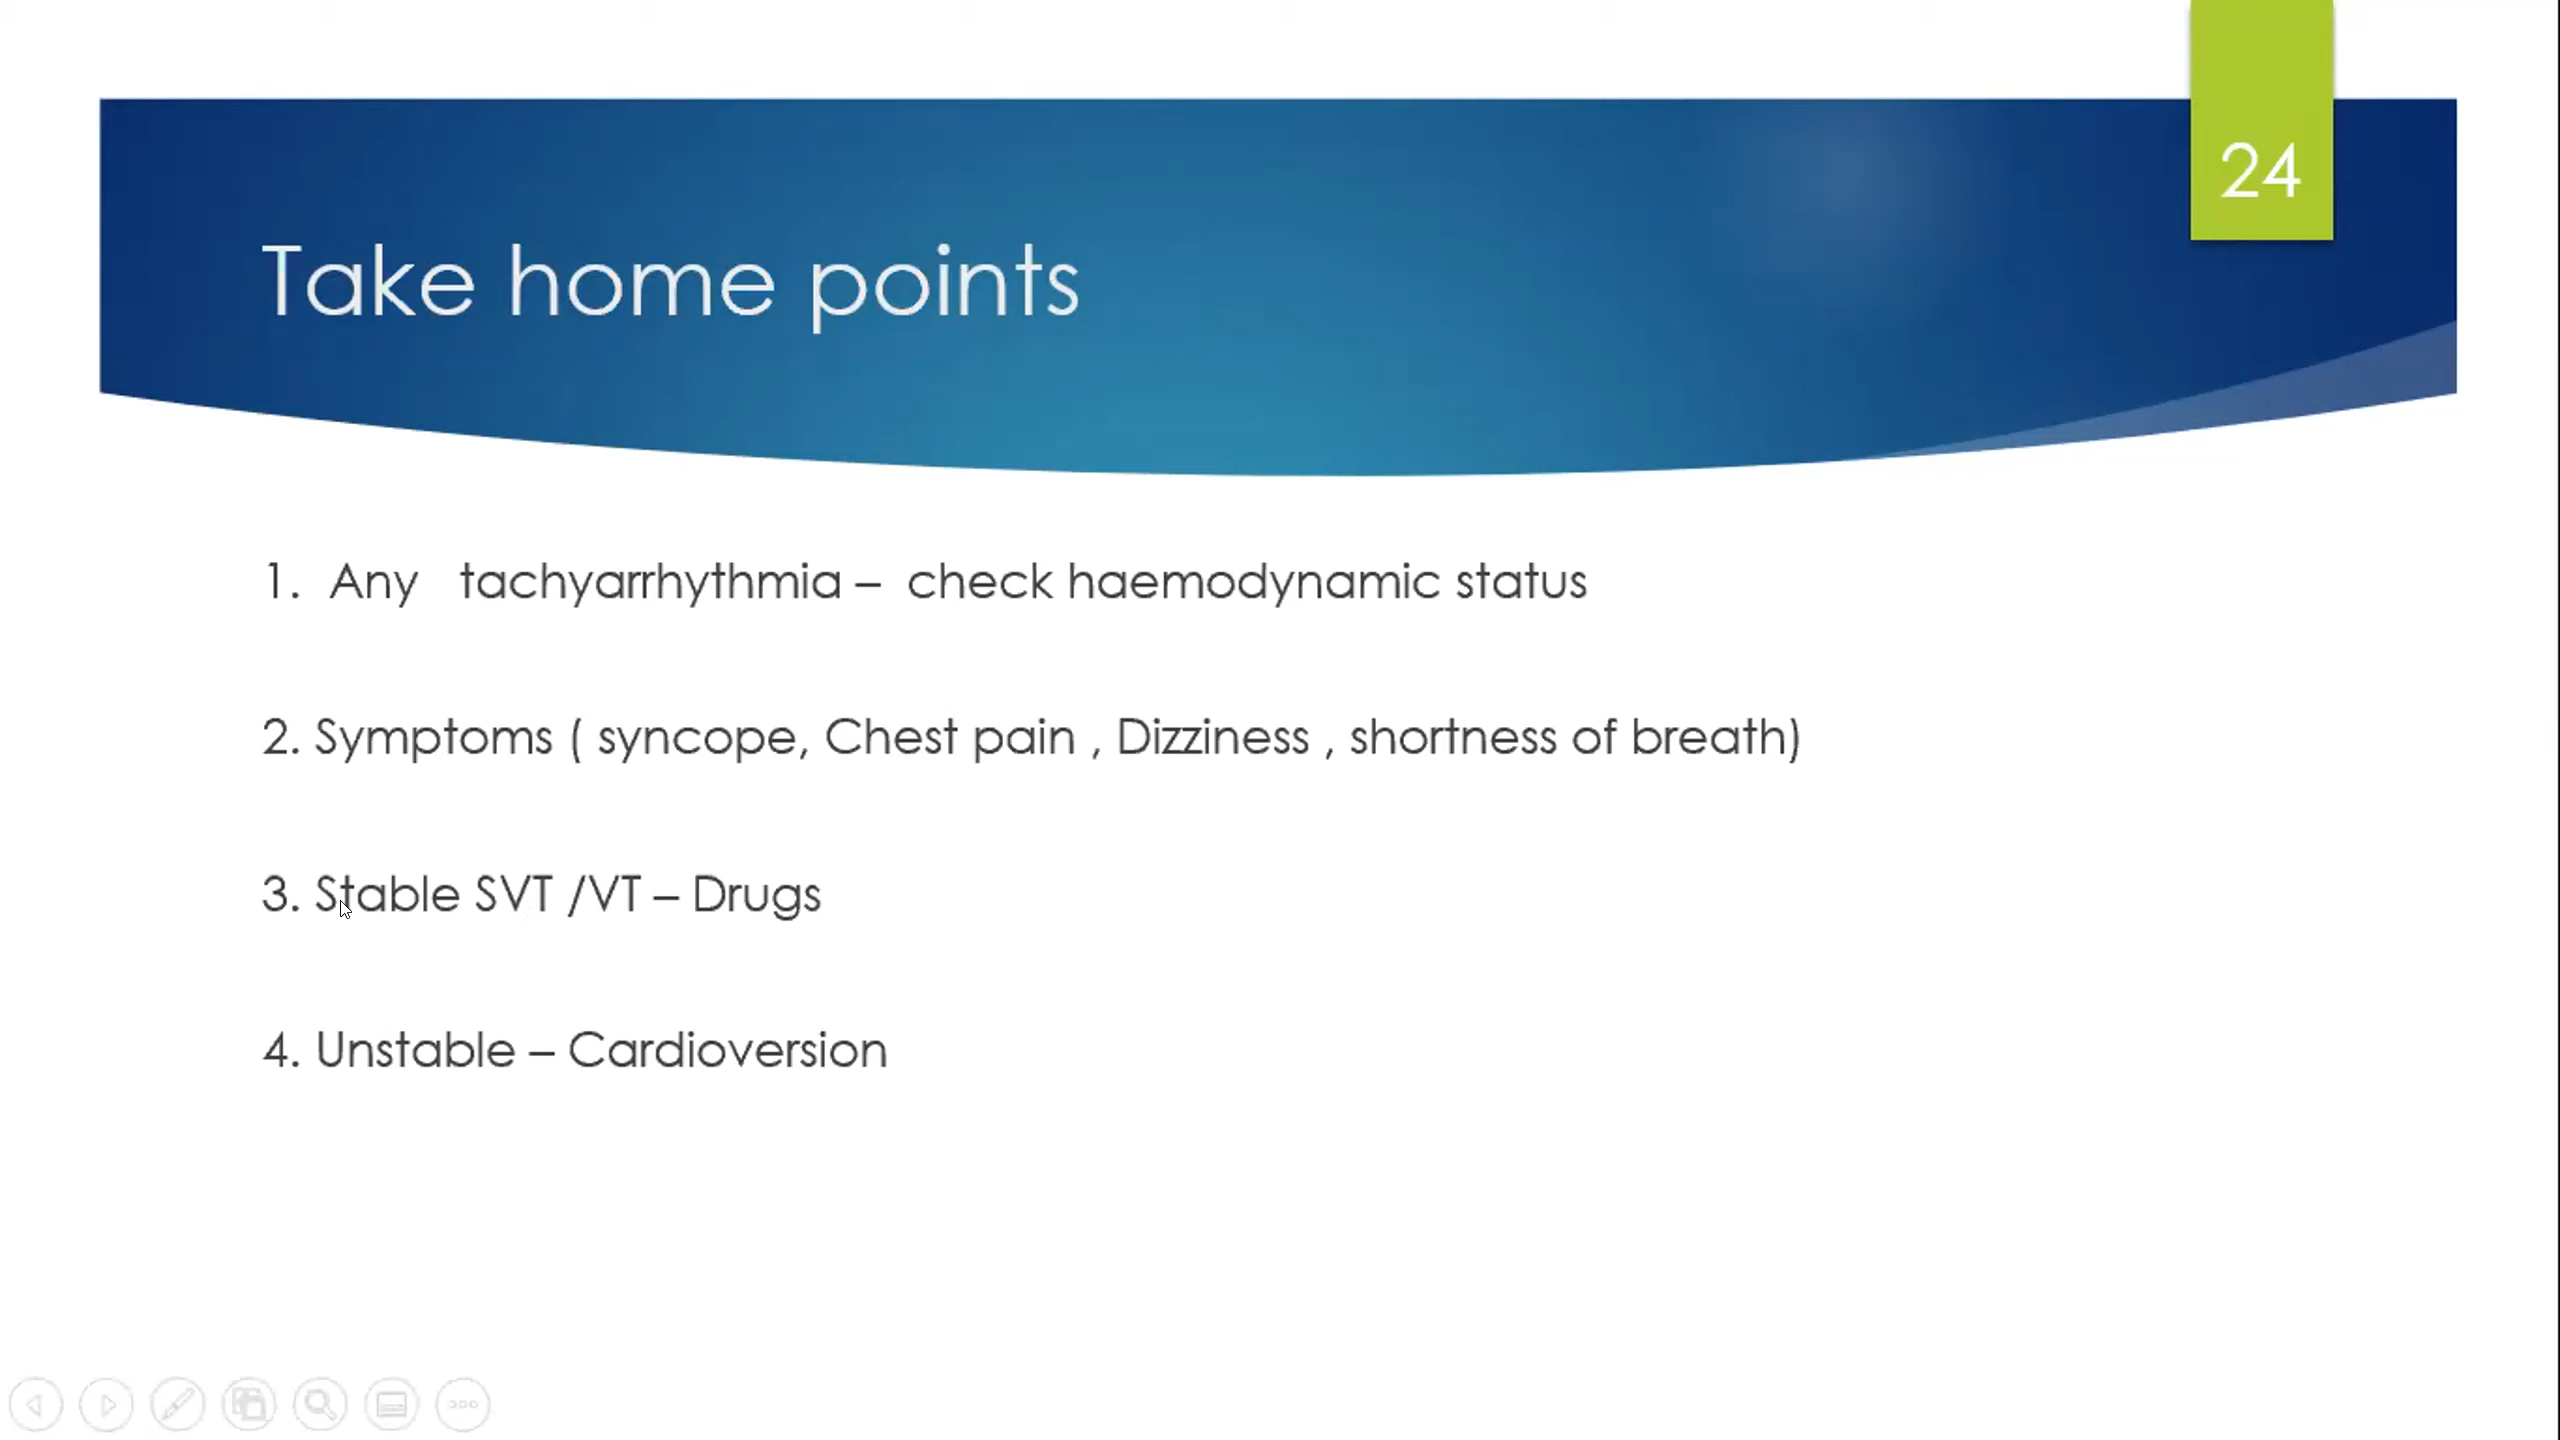 24
Take home points
1. Any tachyarrhythmia – check haemodynamic status
2. Symptoms ( syncope, Chest pain , Dizziness , shortness of breath)
3. Stable SVT /VT – Drugs
4. Unstable – Cardioversion